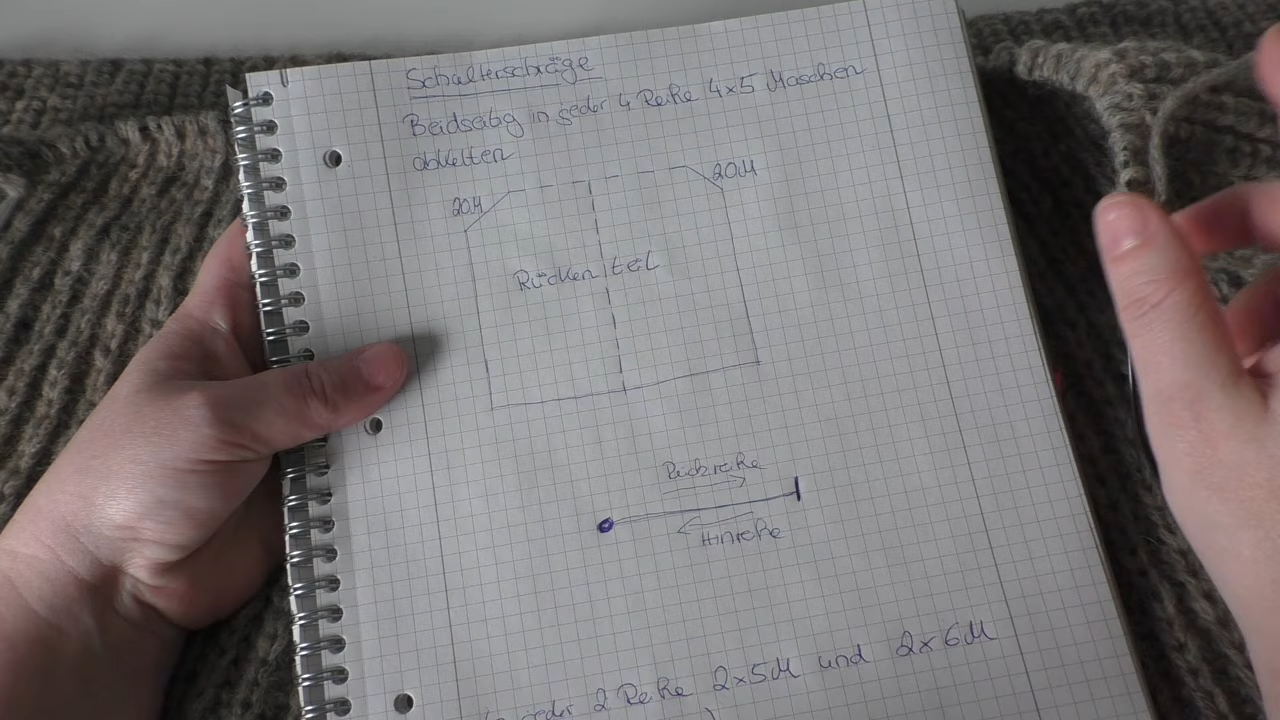 Schulterschräge
Beidseitig in jeder 4 Reihe 4x5 Maschen
abketten
20M
20M
Rückenteil
Rückreihe
Hinreihe
jeder 2 Reihe 2x5M und 2x6M